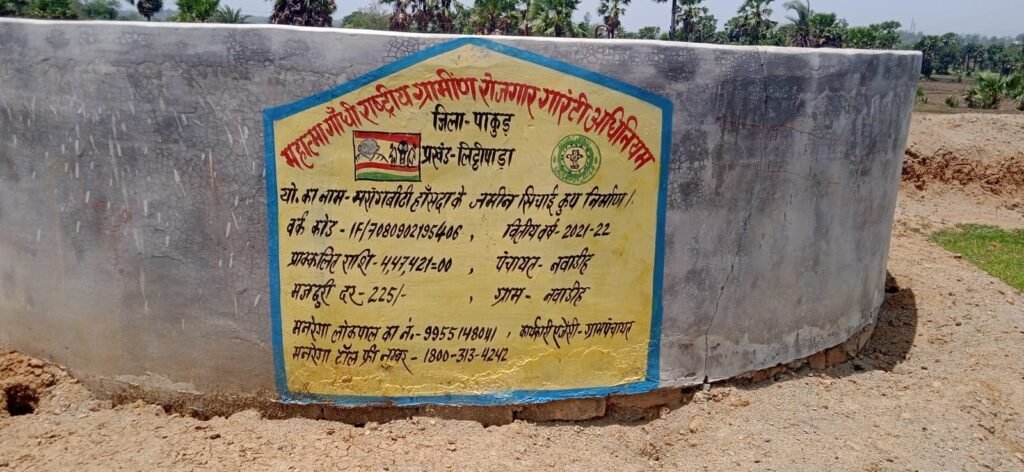 महात्मा गाँधी राष्ट्रीय ग्रामीण रोजगार गारंटी अधिनियम
जिला- पाकुड़
प्रखंड-लिट्टीपाड़ा
यो. का नाम- मरांगबीटी हाँसदा के जमीन सिचाई कुप निर्माण।
वर्क कोड - IF/7080902195406 , वित्तीय वर्ष - 2021-22
प्राक्कलित राशि - 4,47,421=00 , पंचायत- नवाडीह
मजदुरी दर - 225/- , ग्राम - नवाडीह
मनरेगा लोकपाल का नं.- 9955148041 , कार्यकारी एजेंसी- ग्रामपंचायत
मनरेगा टॉल फ्री नम्बर - 1800-313-4242